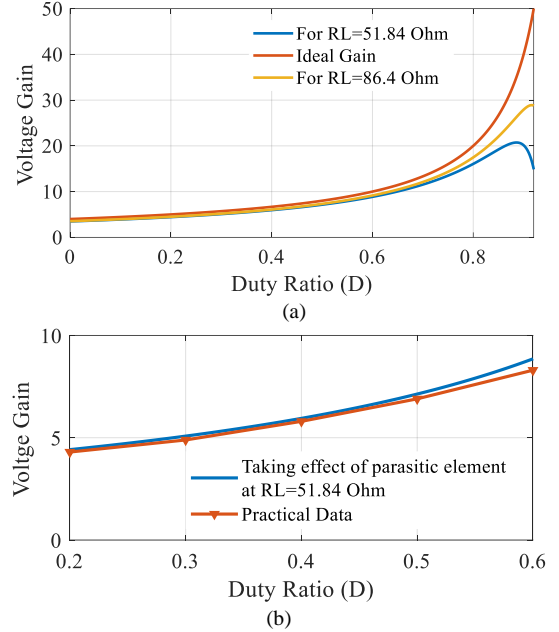 50
40
30
20
10
0
Voltage Gain
For RL=51.84 Ohm
Ideal Gain
For RL=86.4 Ohm
0 0.2 0.4 0.6 0.8
Duty Ratio (D)
(a)
10
5
0
Voltge Gain
Taking effect of parasitic element
at RL=51.84 Ohm
Practical Data
0.2 0.3 0.4 0.5 0.6
Duty Ratio (D)
(b)